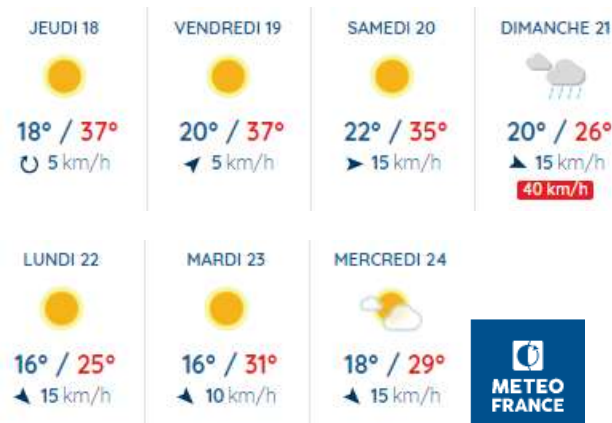 JEUDI 18
VENDREDI 19
SAMEDI 20
DIMANCHE 21
18° / 37°
20° / 37°
22° / 35°
20° / 26°
5 km/h
5 km/h
15 km/h
15 km/h
40 km/h
LUNDI 22
MARDI 23
MERCREDI 24
16° / 25°
16° / 31°
18° / 29°
15 km/h
10 km/h
15 km/h
METEO
FRANCE